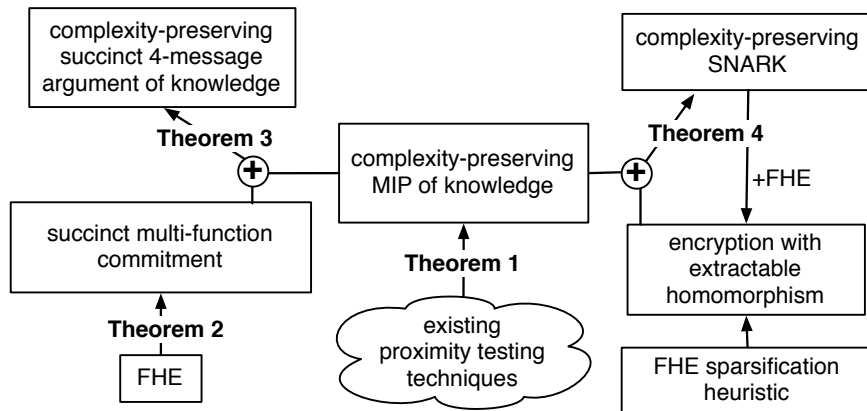 complexity-preserving
succinct 4-message
argument of knowledge
complexity-preserving
SNARK
Theorem 3
Theorem 4
+
complexity-preserving
MIP of knowledge
+
+FHE
succinct multi-function
commitment
encryption with
extractable
homomorphism
Theorem 1
Theorem 2
existing
proximity testing
techniques
FHE
FHE sparsification
heuristic